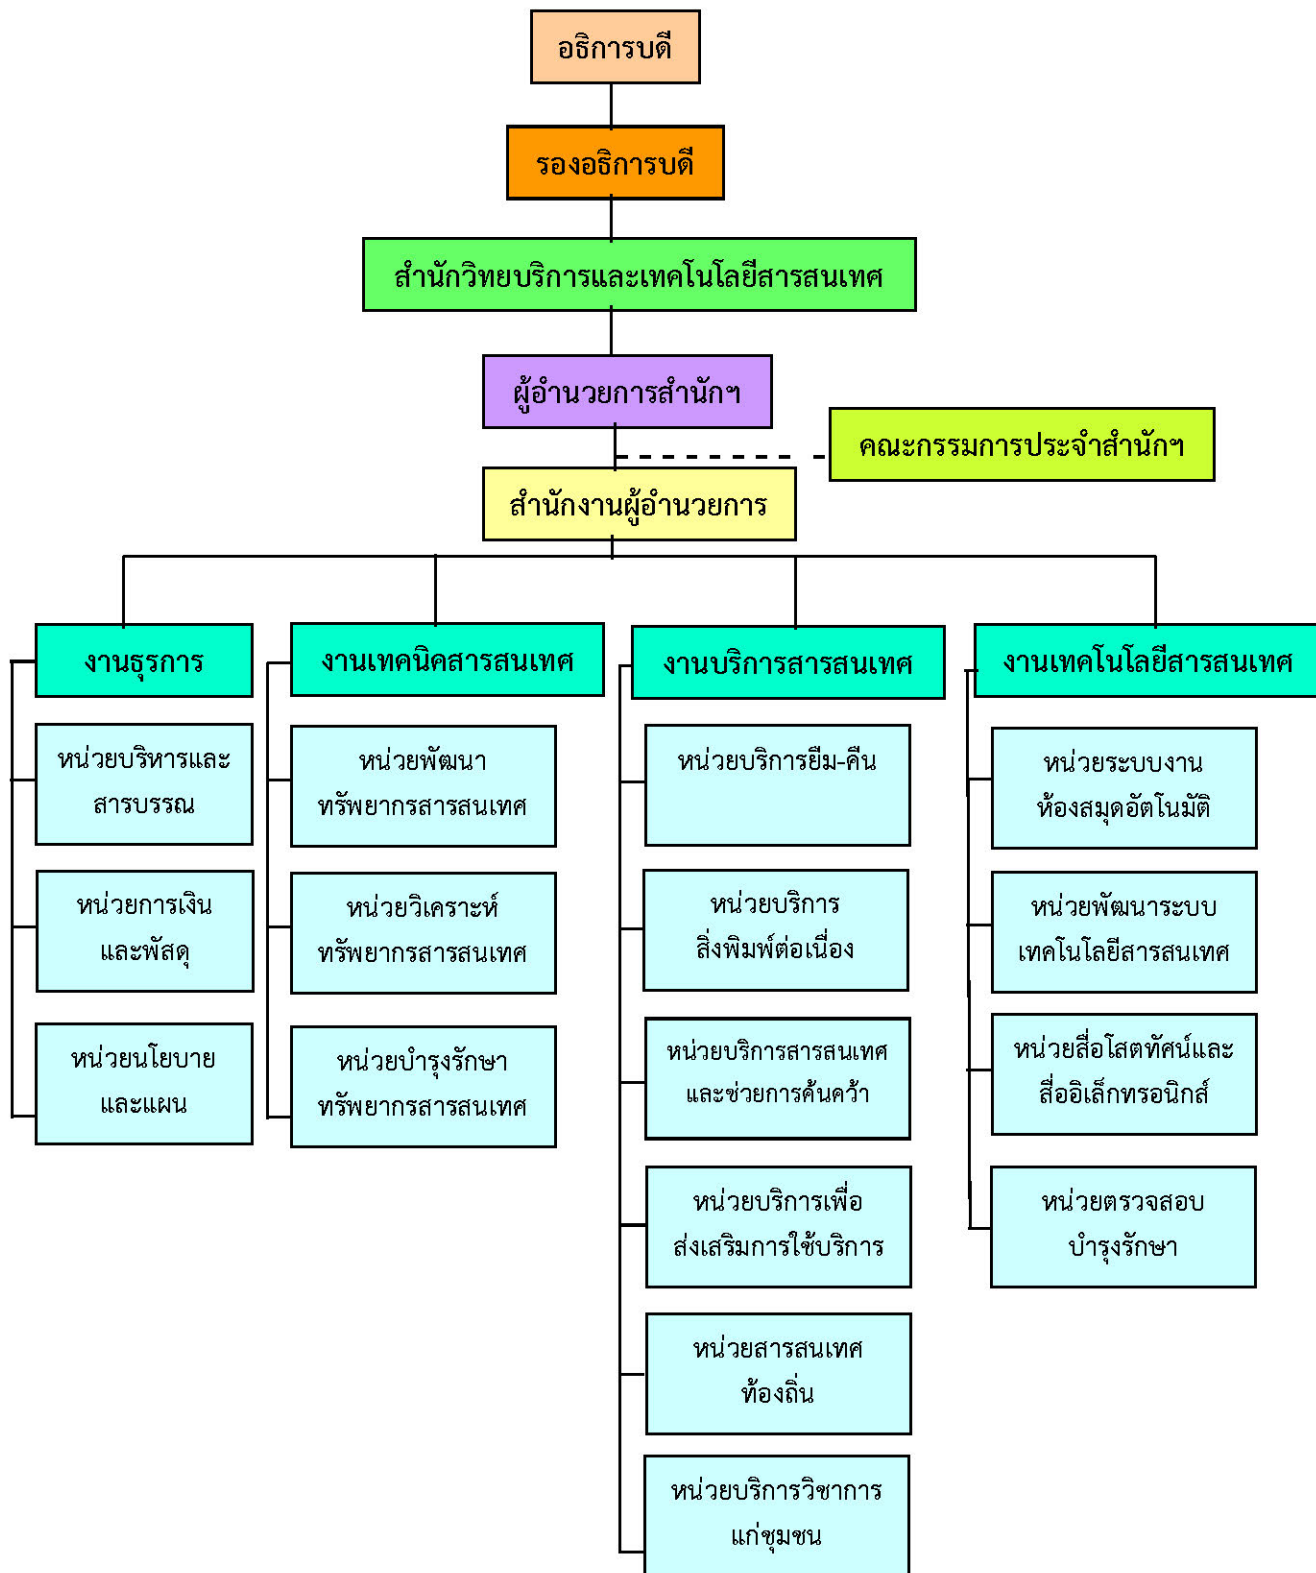 อธิการบดี
รองอธิการบดี
สำนักวิทยบริการและเทคโนโลยีสารสนเทศ
ผู้อำนวยการสำนักฯ
คณะกรรมการประจำสำนักฯ
สำนักงานผู้อำนวยการ
งานธุรการ
หน่วยบริหารและ
สารบรรณ
หน่วยการเงิน
และพัสดุ
หน่วยนโยบาย
และแผน
งานเทคนิคสารสนเทศ
หน่วยพัฒนา
ทรัพยากรสารสนเทศ
หน่วยวิเคราะห์
ทรัพยากรสารสนเทศ
หน่วยบำรุงรักษา
ทรัพยากรสารสนเทศ
งานบริการสารสนเทศ
หน่วยบริการยืม-คืน
หน่วยบริการ
สิ่งพิมพ์ต่อเนื่อง
หน่วยบริการสารสนเทศ
และช่วยการค้นคว้า
หน่วยบริการเพื่อ
ส่งเสริมการใช้บริการ
หน่วยสารสนเทศ
ท้องถิ่น
หน่วยบริการวิชาการ
แก่ชุมชน
งานเทคโนโลยีสารสนเทศ
หน่วยระบบงาน
ห้องสมุดอัตโนมัติ
หน่วยพัฒนาระบบ
เทคโนโลยีสารสนเทศ
หน่วยสื่อโสตทัศน์และ
สื่ออิเล็กทรอนิกส์
หน่วยตรวจสอบ
บำรุงรักษา